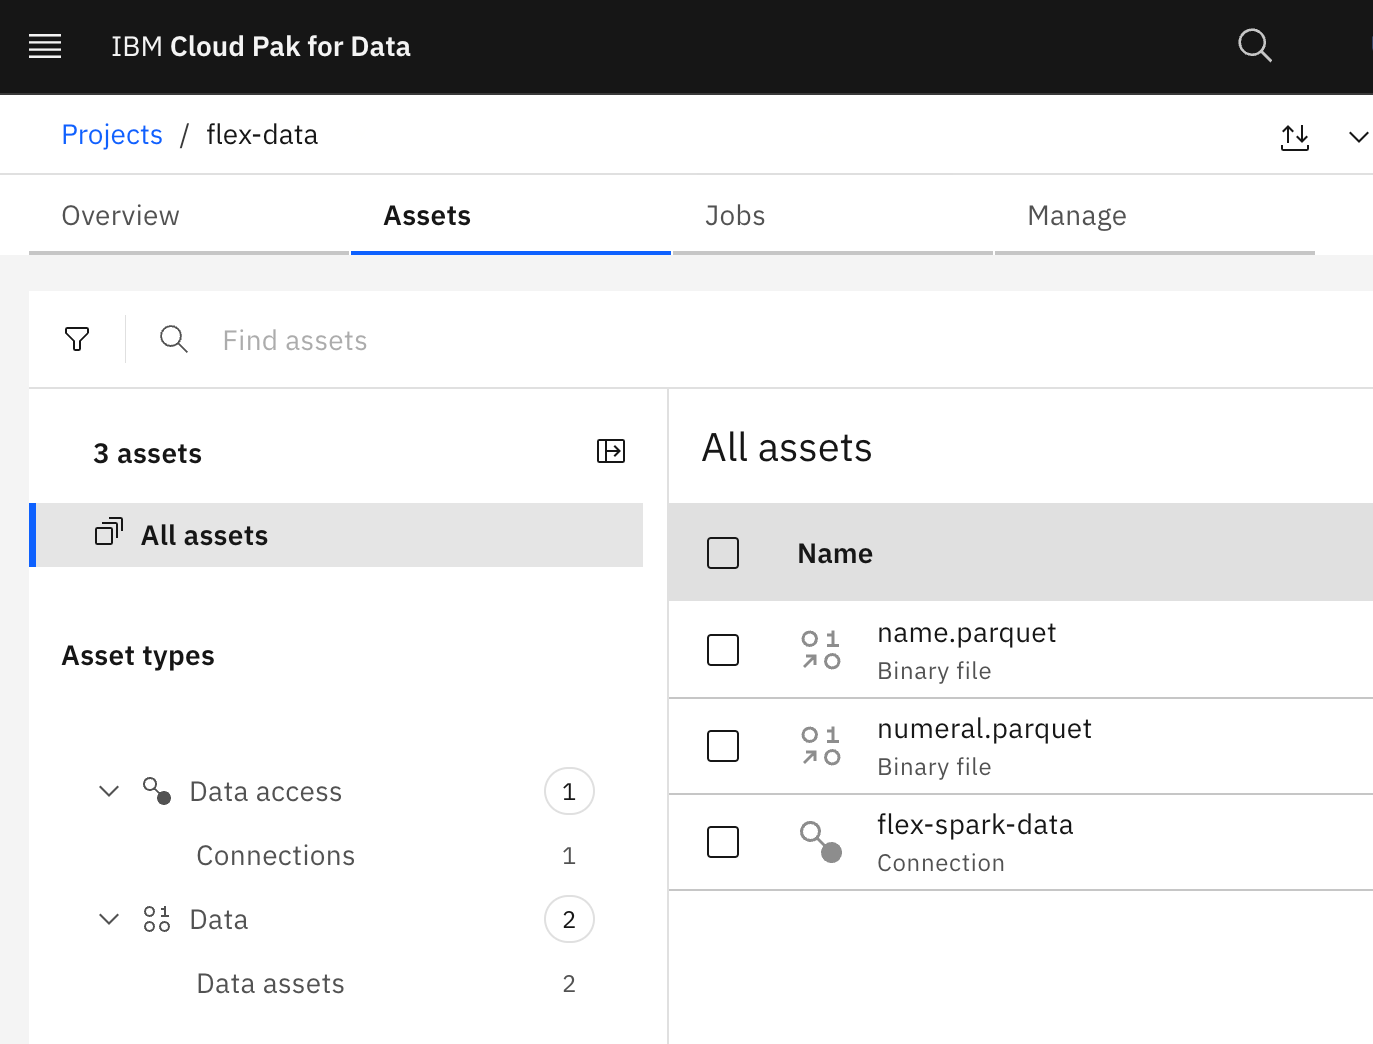 IBM Cloud Pak for Data
Projects / flex-data
Overview
Assets
Jobs
Manage
Find assets
3 assets
All assets
Asset types
Data access 1
Connections 1
Data 2
Data assets 2
All assets
Name
name.parquet
Binary file
numeral.parquet
Binary file
flex-spark-data
Connection